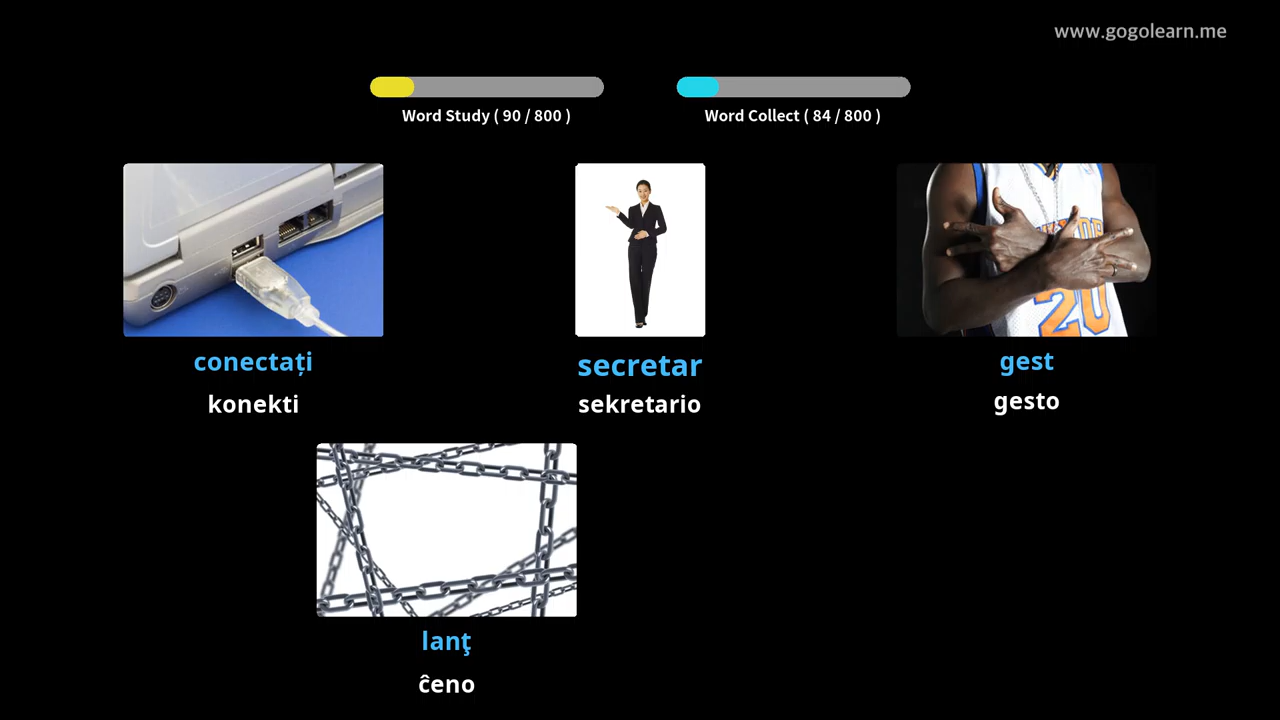 www.gogolearn.me
Word Study ( 90 / 800 )
Word Collect ( 84 / 800 )
20
conectați
secretar
gest
konekti
sekretario
gesto
lanţ
ĉeno